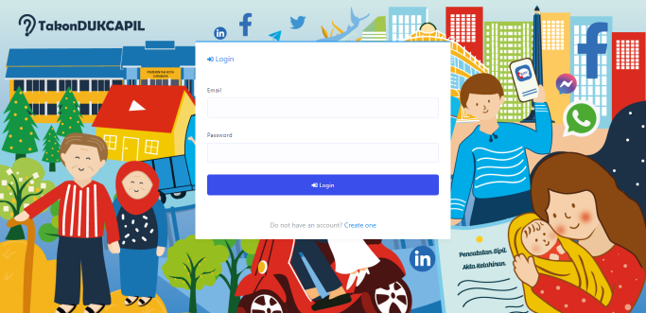 TakonDUKCAPIL
Login
Email
Password
Login
Do not have an account? Create one
Pencatatan Sipil.
Akta Kelahiran.